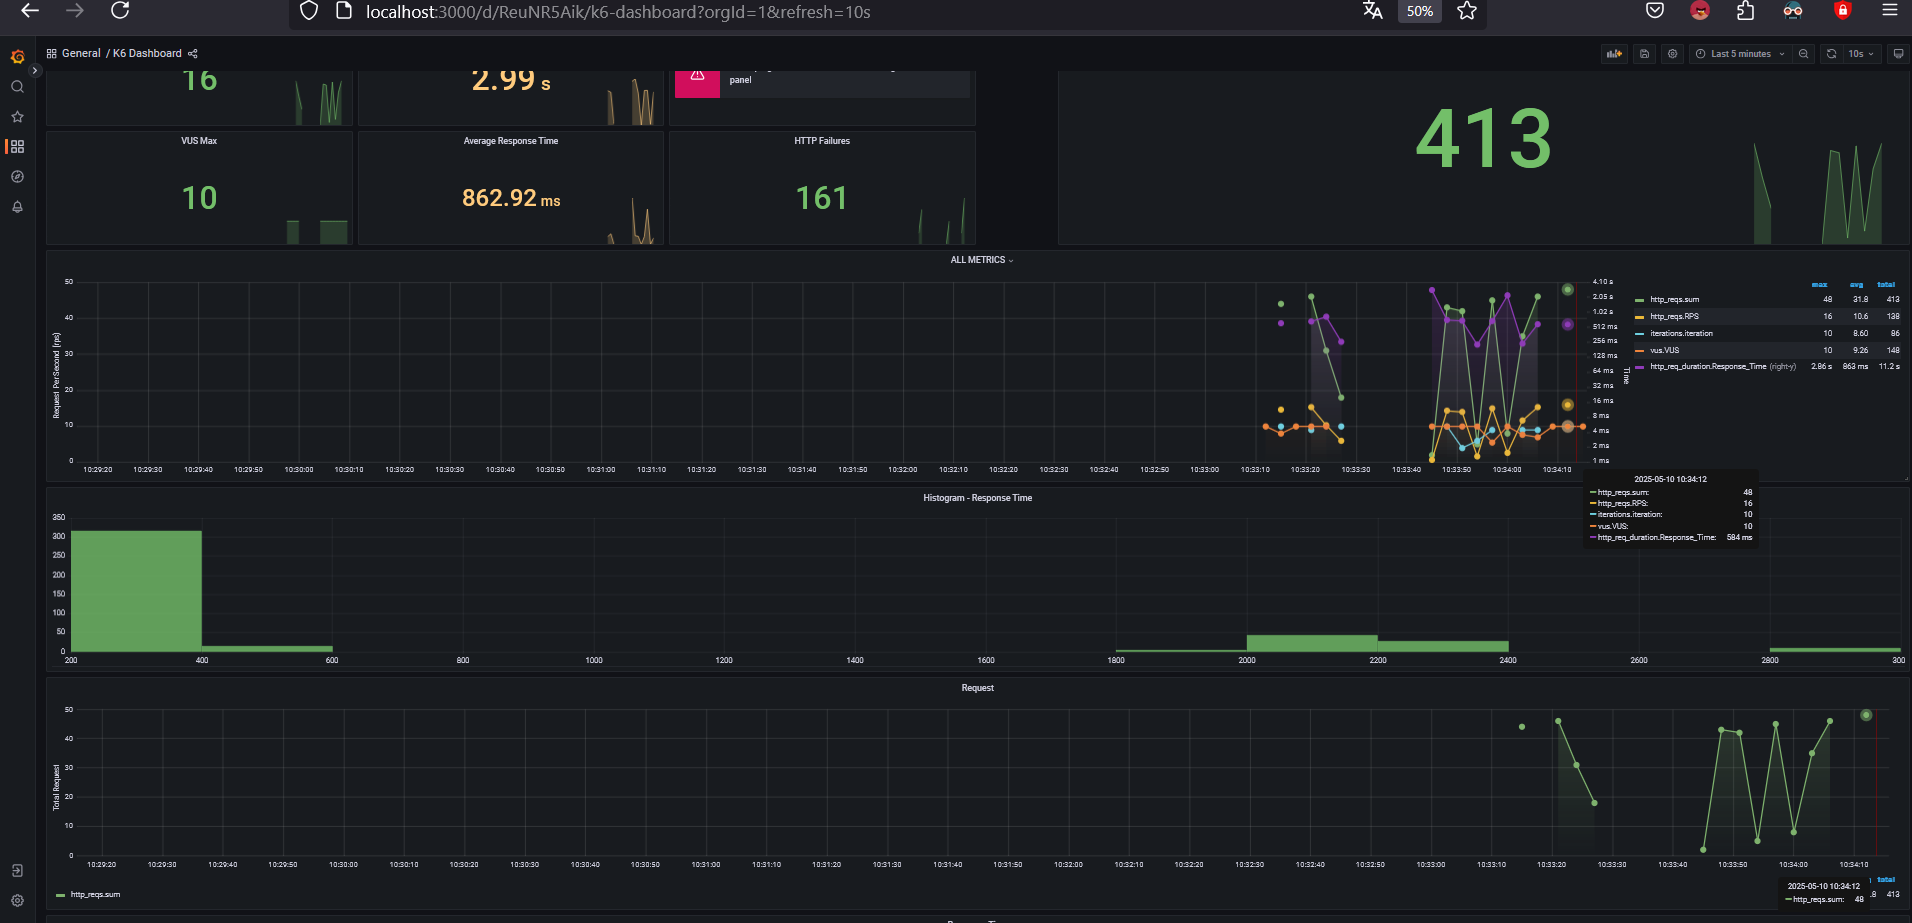 localhost:3000/d/ReuNR5Aik/k6-dashboard?orgId=1&refresh=10s
50%
General / K6 Dashboard
Last 5 minutes
10s
16
2.99 s
panel
413
VUS Max
10
Average Response Time
862.92 ms
HTTP Failures
161
ALL METRICS
Request Per Second (rps)
50
40
30
20
10
0
4.10 s
2.05 s
1.02 s
512 ms
256 ms
128 ms
64 ms
32 ms
16 ms
8 ms
4 ms
2 ms
1 ms
Time
10:29:20 10:29:30 10:29:40 10:29:50 10:30:00 10:30:10 10:30:20 10:30:30 10:30:40 10:30:50 10:31:00 10:31:10 10:31:20 10:31:30 10:31:40 10:31:50 10:32:00 10:32:10 10:32:20 10:32:30 10:32:40 10:32:50 10:33:00 10:33:10 10:33:20 10:33:30 10:33:40 10:33:50 10:34:00 10:34:10
max avg total
http_reqs.sum 48 31.8 413
http_reqs.RPS 16 10.6 138
iterations.iteration 10 8.60 86
vus.VUS 10 9.26 148
http_req_duration.Response_Time (right-y) 2.86 s 863 ms 11.2 s
2025-05-10 10:34:12
http_reqs.sum: 48
http_reqs.RPS: 16
iterations.iteration: 10
vus.VUS: 10
http_req_duration.Response_Time: 584 ms
Histogram - Response Time
350
300
250
200
150
100
50
0
200 400 600 800 1000 1200 1400 1600 1800 2000 2200 2400 2600 2800 300
Request
Total Request
50
40
30
20
10
0
10:29:20 10:29:30 10:29:40 10:29:50 10:30:00 10:30:10 10:30:20 10:30:30 10:30:40 10:30:50 10:31:00 10:31:10 10:31:20 10:31:30 10:31:40 10:31:50 10:32:00 10:32:10 10:32:20 10:32:30 10:32:40 10:32:50 10:33:00 10:33:10 10:33:20 10:33:30 10:33:40 10:33:50 10:34:00 10:34:10
total
http_reqs.sum .8 413
2025-05-10 10:34:12
http_reqs.sum: 48